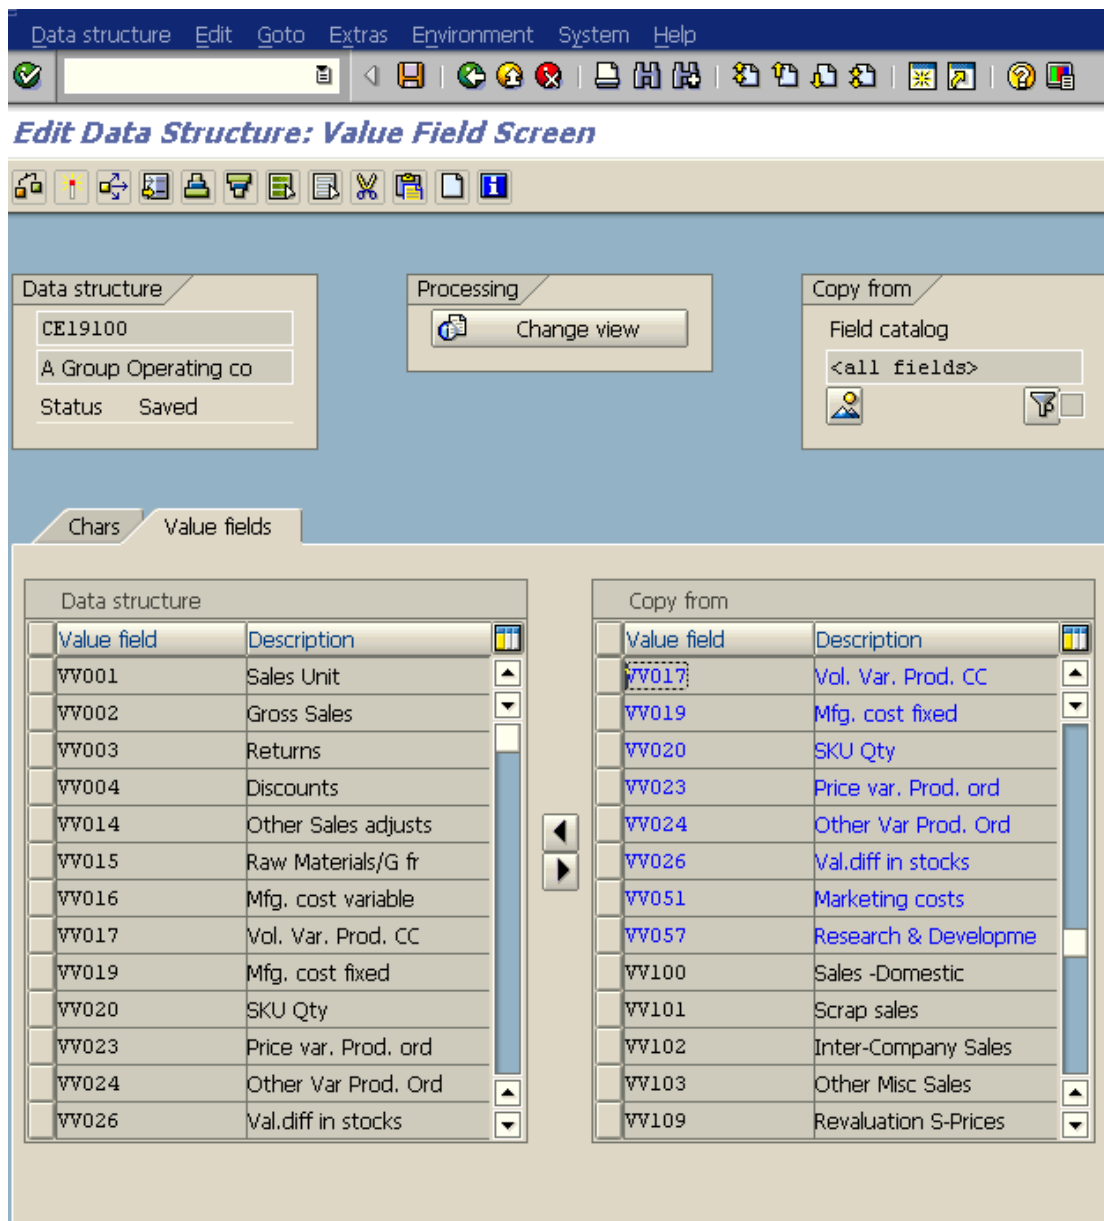 Data structure Edit Goto Extras Environment System Help
Edit Data Structure: Value Field Screen
Data structure
CE19100
A Group Operating co
Status Saved
Processing
Change view
Copy from
Field catalog
<all fields>
Chars Value fields
Data structure
Value field Description
VV001 Sales Unit
VV002 Gross Sales
VV003 Returns
VV004 Discounts
VV014 Other Sales adjusts
VV015 Raw Materials/G fr
VV016 Mfg. cost variable
VV017 Vol. Var. Prod. CC
VV019 Mfg. cost fixed
VV020 SKU Qty
VV023 Price var. Prod. ord
VV024 Other Var Prod. Ord
VV026 Val.diff in stocks
Copy from
Value field Description
VV017 Vol. Var. Prod. CC
VV019 Mfg. cost fixed
VV020 SKU Qty
VV023 Price var. Prod. ord
VV024 Other Var Prod. Ord
VV026 Val.diff in stocks
VV051 Marketing costs
VV057 Research & Developme
VV100 Sales -Domestic
VV101 Scrap sales
VV102 Inter-Company Sales
VV103 Other Misc Sales
VV109 Revaluation S-Prices